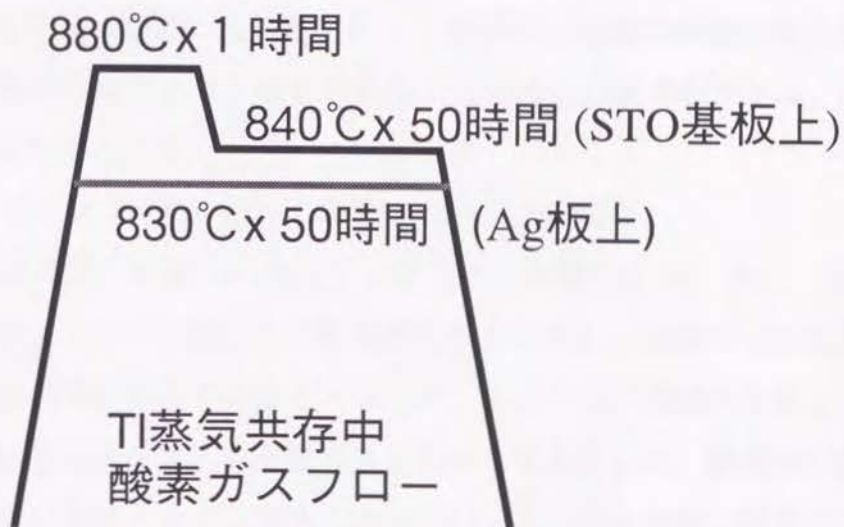 880℃x 1 時間
840℃x 50時間 (STO基板上)
830℃x 50時間 (Ag板上)
Tl蒸気共存中
酸素ガスフロー